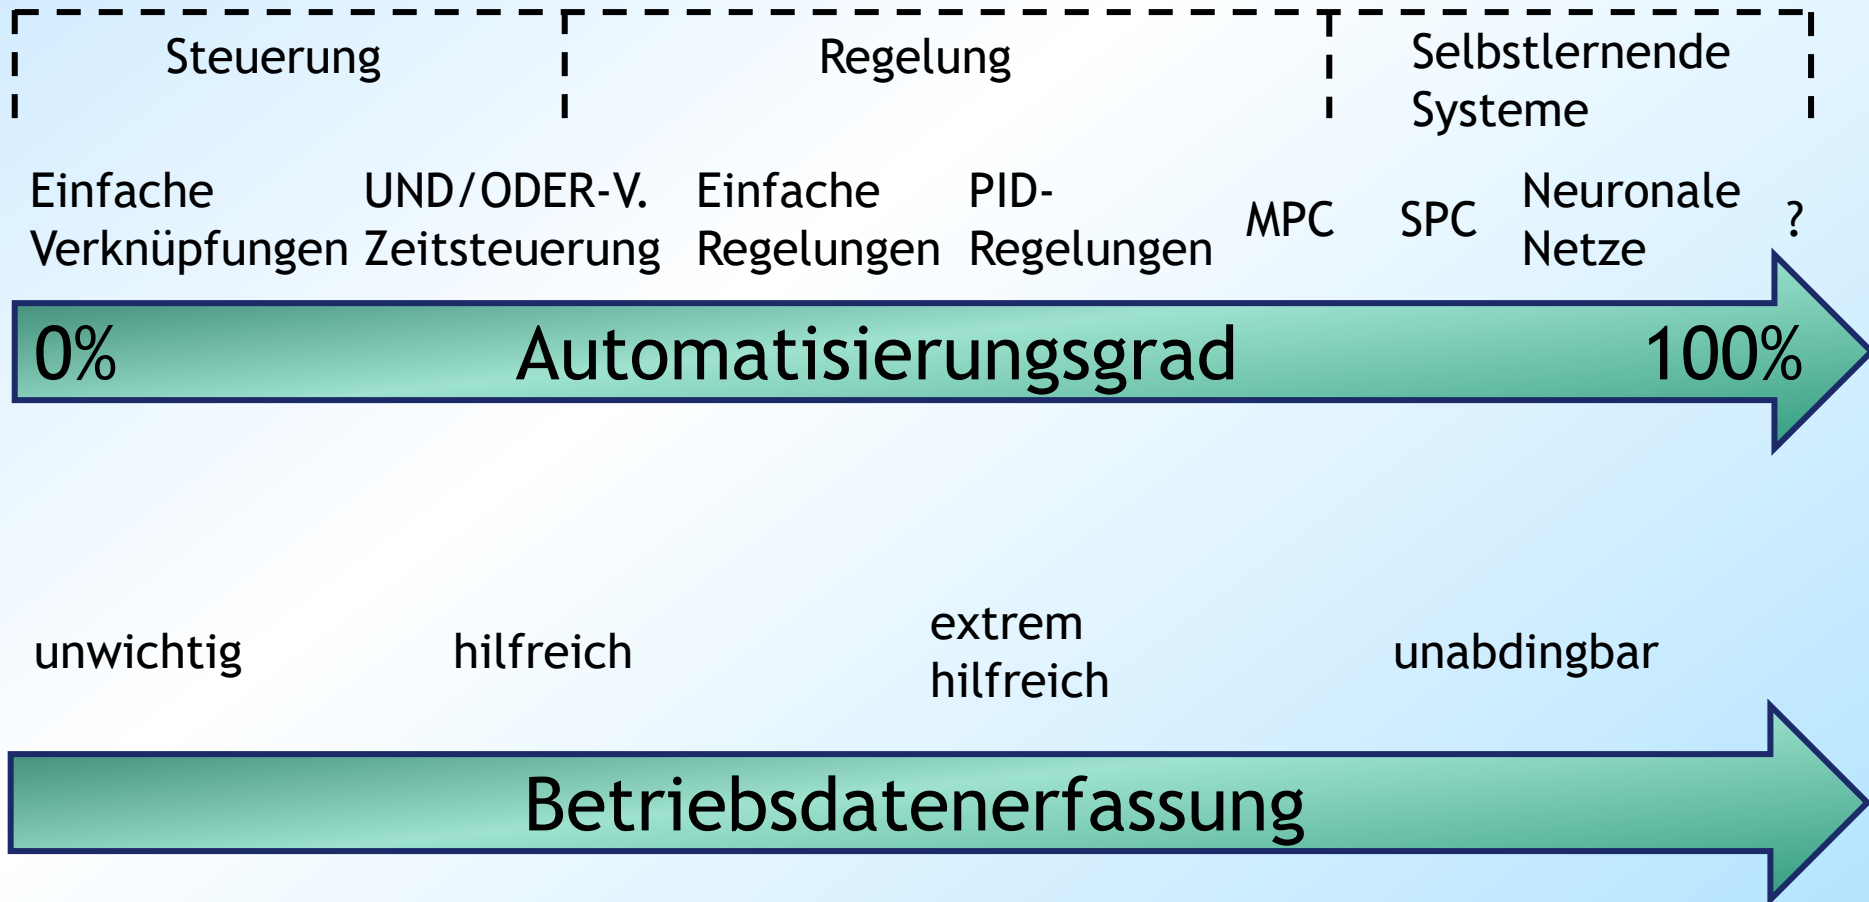 Steuerung
Regelung
Selbstlernende
Systeme
Einfache
Verknüpfungen
UND/ODER-V.
Zeitsteuerung
Einfache
Regelungen
PID-
Regelungen
MPC
SPC
Neuronale
Netze
?
0%
Automatisierungsgrad
100%
unwichtig
hilfreich
extrem
hilfreich
unabdingbar
Betriebsdatenerfassung